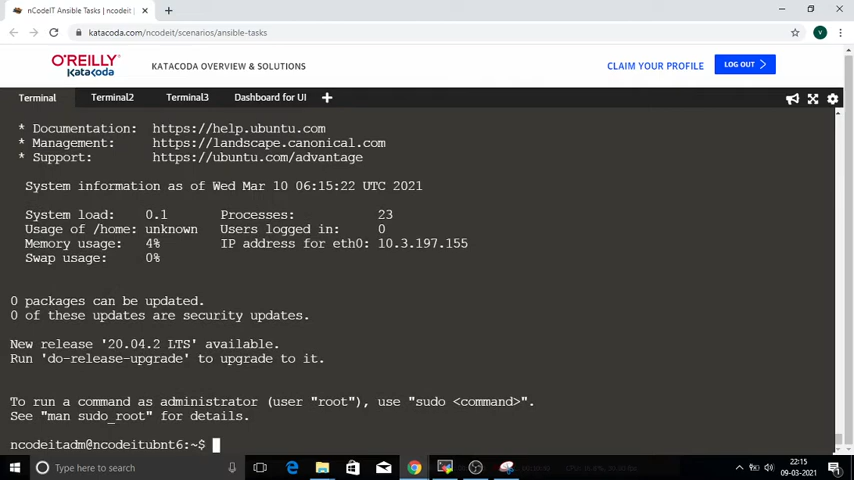 nCodeIT Ansible Tasks | ncodeit
katacoda.com/ncodeit/scenarios/ansible-tasks
V
O'REILLY
Katacoda
KATACODA OVERVIEW & SOLUTIONS
CLAIM YOUR PROFILE
LOG OUT
Terminal Terminal2 Terminal3 Dashboard for UI
* Documentation: https://help.ubuntu.com
* Management: https://landscape.canonical.com
* Support: https://ubuntu.com/advantage
System information as of Wed Mar 10 06:15:22 UTC 2021
System load: 0.1 Processes: 23
Usage of /home: unknown Users logged in: 0
Memory usage: 4% IP address for eth0: 10.3.197.155
Swap usage: 0%
0 packages can be updated.
0 of these updates are security updates.
New release '20.04.2 LTS' available.
Run 'do-release-upgrade' to upgrade to it.
To run a command as administrator (user "root"), use "sudo <command>".
See "man sudo_root" for details.
ncodeitadm@ncodeitubnt6:~$
Type here to search
22:15
09-03-2021